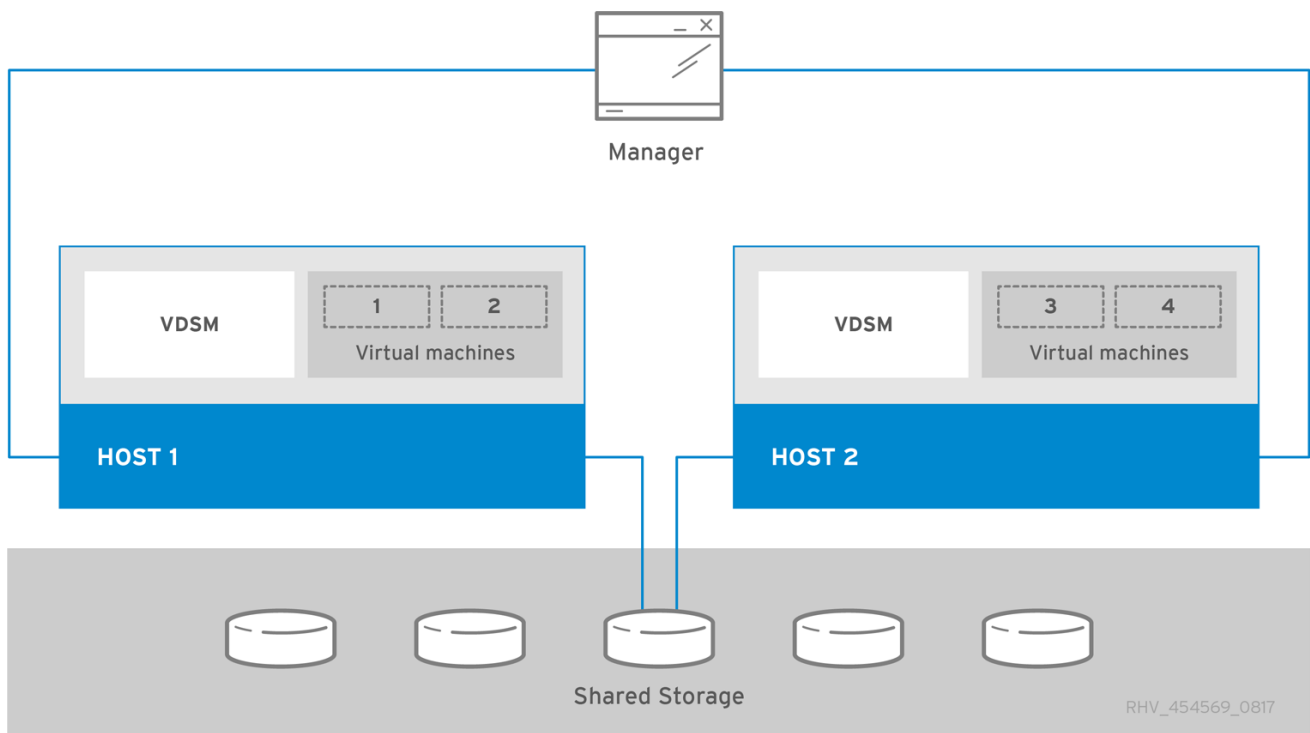 Manager
VDSM
1
2
Virtual machines
HOST 1
VDSM
3
4
Virtual machines
HOST 2
Shared Storage
RHV_454569_0817